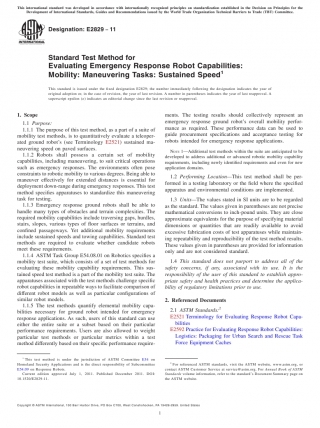 This international standard was developed in accordance with internationally recognized principles on standardization established in the Decision on Principles for the
Development of International Standards, Guides and Recommendations issued by the World Trade Organization Technical Barriers to Trade (TBT) Committee.
Designation: E2829 − 11
INTERNATIONAL
Standard Test Method for
Evaluating Emergency Response Robot Capabilities:
Mobility: Maneuvering Tasks: Sustained Speed1
This standard is issued under the fixed designation E2829; the number immediately following the designation indicates the year of
original adoption or, in the case of revision, the year of last revision. A number in parentheses indicates the year of last reapproval. A
superscript epsilon (ε) indicates an editorial change since the last revision or reapproval.
1. Scope
1.1 Purpose:
1.1.1 The purpose of this test method, as a part of a suite of
mobility test methods, is to quantitatively evaluate a teleoper-
ated ground robot's (see Terminology E2521) sustained ma-
neuvering speed on paved surfaces.
1.1.2 Robots shall possess a certain set of mobility
capabilities, including maneuvering, to suit critical operations
such as emergency responses. The environments often pose
constraints to robotic mobility to various degrees. Being able to
maneuver effectively for extended distances is essential for
deployment down-range during emergency responses. This test
method specifies apparatuses to standardize this maneuvering
task for testing.
1.1.3 Emergency response ground robots shall be able to
handle many types of obstacles and terrain complexities. The
required mobility capabilities include traversing gaps, hurdles,
stairs, slopes, various types of floor surfaces or terrains, and
confined passageways. Yet additional mobility requirements
include sustained speeds and towing capabilities. Standard test
methods are required to evaluate whether candidate robots
meet these requirements.
1.1.4 ASTM Task Group E54.08.01 on Robotics specifies a
mobility test suite, which consists of a set of test methods for
evaluating these mobility capability requirements. This sus-
tained speed test method is a part of the mobility test suite. The
apparatuses associated with the test methods challenge specific
robot capabilities in repeatable ways to facilitate comparison of
different robot models as well as particular configurations of
similar robot models.
1.1.5 The test methods quantify elemental mobility capa-
bilities necessary for ground robot intended for emergency
response applications. As such, users of this standard can use
either the entire suite or a subset based on their particular
performance requirements. Users are also allowed to weight
particular test methods or particular metrics within a test
method differently based on their specific performance require-
ments. The testing results should collectively represent an
emergency response ground robot's overall mobility perfor-
mance as required. These performance data can be used to
guide procurement specifications and acceptance testing for
robots intended for emergency response applications.
NOTE 1—Additional test methods within the suite are anticipated to be
developed to address additional or advanced robotic mobility capability
requirements, including newly identified requirements and even for new
application domains.
1.2 Performing Location—This test method shall be per-
formed in a testing laboratory or the field where the specified
apparatus and environmental conditions are implemented.
1.3 Units—The values stated in SI units are to be regarded
as the standard. The values given in parentheses are not precise
mathematical conversions to inch-pound units. They are close
approximate equivalents for the purpose of specifying material
dimensions or quantities that are readily available to avoid
excessive fabrication costs of test apparatuses while maintain-
ing repeatability and reproducibility of the test method results.
These values given in parentheses are provided for information
only and are not considered standard.
1.4 This standard does not purport to address all of the
safety concerns, if any, associated with its use. It is the
responsibility of the user of this standard to establish appro-
priate safety and health practices and determine the applica-
bility of regulatory limitations prior to use.
2. Referenced Documents
2.1 ASTM Standards:2
E2521 Terminology for Evaluating Response Robot Capa-
bilities
E2592 Practice for Evaluating Response Robot Capabilities:
Logistics: Packaging for Urban Search and Rescue Task
Force Equipment Caches
1 This test method is under the jurisdiction of ASTM Committee E54 on
Homeland Security Applications and is the direct responsibility of Subcommittee
E54.09 on Response Robots.
Current edition approved July 1, 2011. Published December 2011. DOI:
10.1520/E2829-11.
2 For referenced ASTM standards, visit the ASTM website, www.astm.org, or
contact ASTM Customer Service at service@astm.org. For Annual Book of ASTM
Standards volume information, refer to the standard's Document Summary page on
the ASTM website.
Copyright © ASTM International, 100 Barr Harbor Drive, PO Box C700, West Conshohocken, PA 19428-2959. United States
1